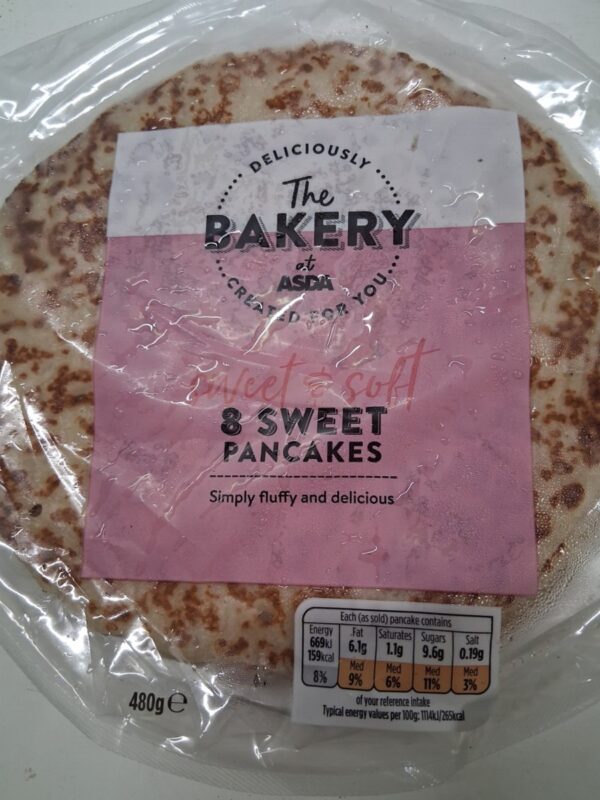 DELICIOUSLY
The
BAKERY
at
ASDA
CREATED FOR YOU
sweet & soft
8 SWEET
PANCAKES
Simply fluffy and delicious
Each (as sold) pancake contains
Energy Fat Saturates Sugars Salt
669kJ 6.1g 1.1g 9.6g 0.19g
159kcal
Med Med Med Med
8% 9% 6% 11% 3%
of your reference intake
Typical energy values per 100g: 1114kJ/265kcal
480g e